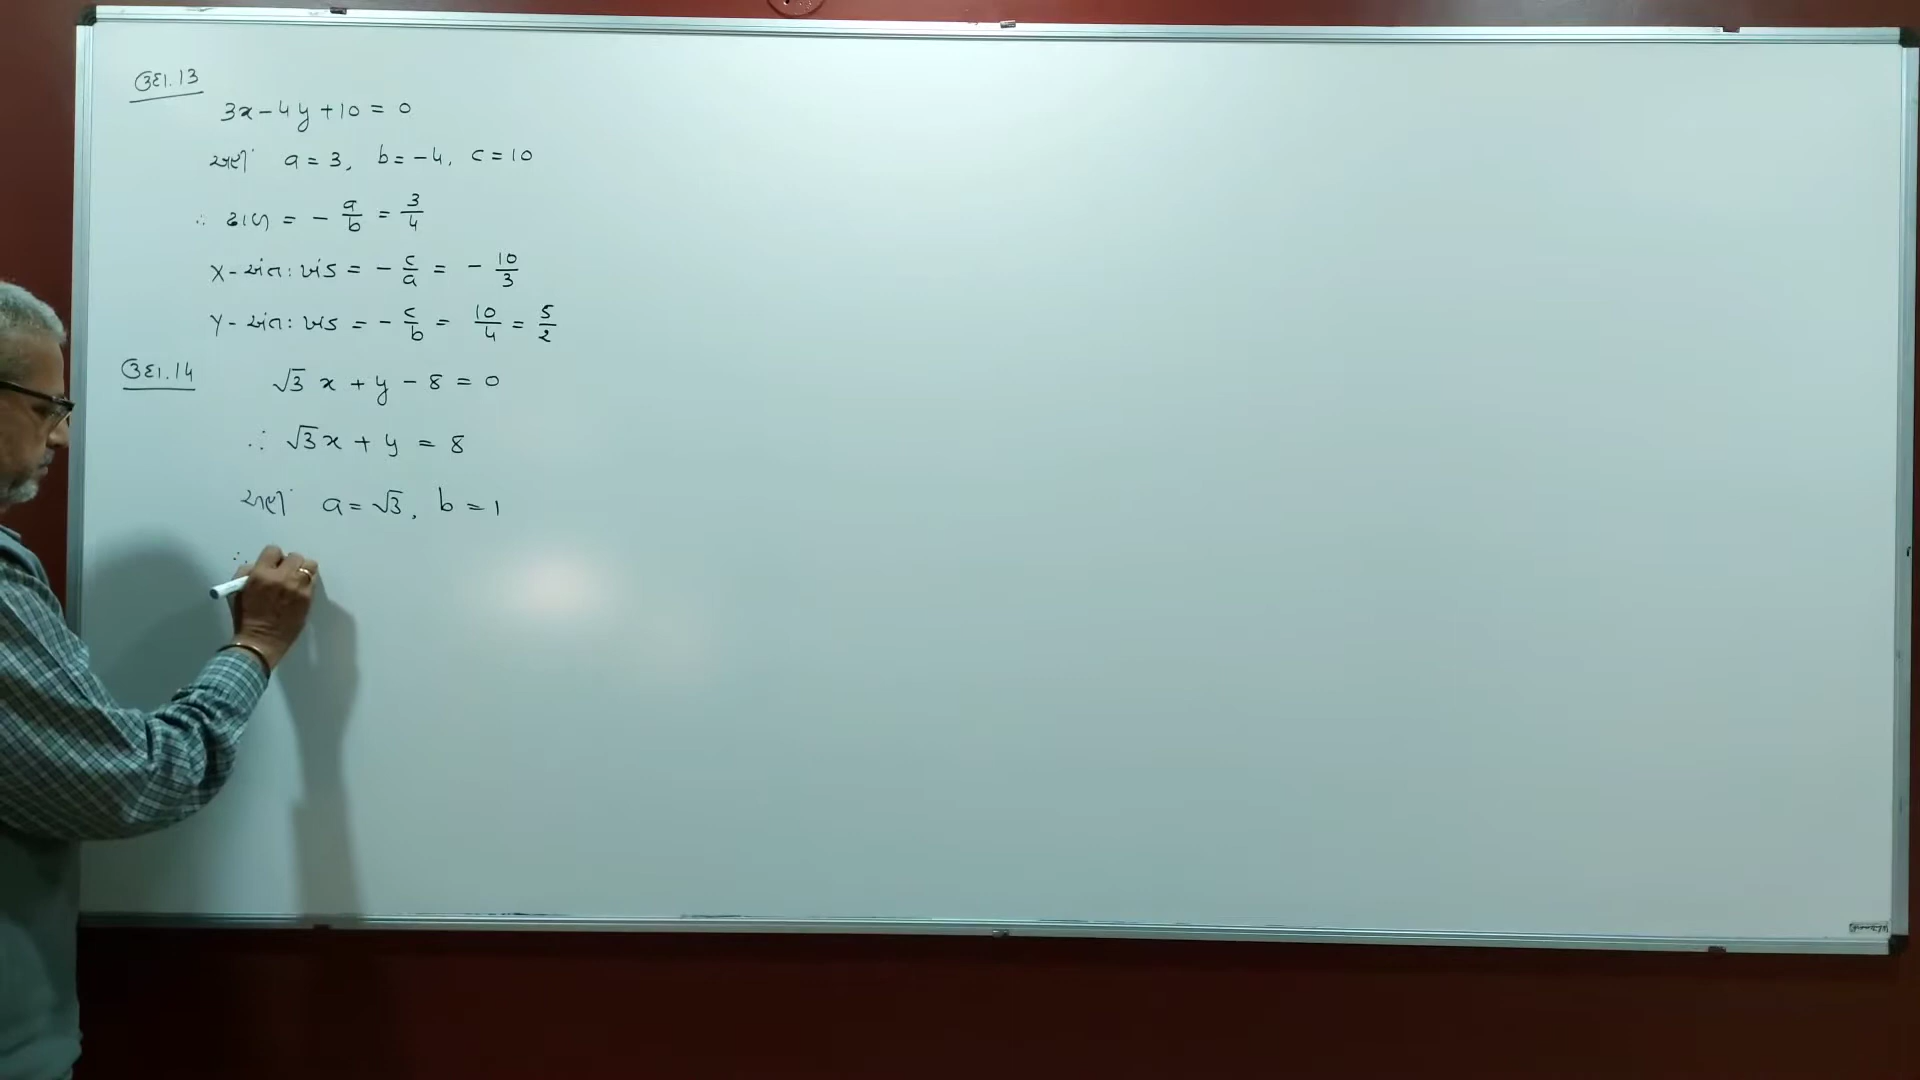 ઉદા.13
3x - 4y + 10 = 0
અહીં a = 3, b = -4, c = 10
∴ ઢાળ = - a/b = 3/4
X - અંતઃખંડ = - c/a = - 10/3
Y - અંતઃખંડ = - c/b = 10/4 = 5/2
ઉદા.14 √3 x + y - 8 = 0
∴ √3 x + y = 8
અહીં a = √3, b = 1
∴